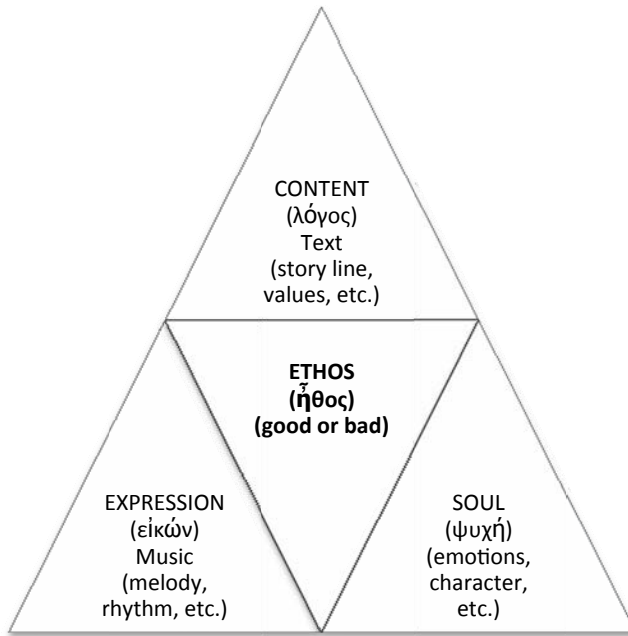 CONTENT
(λόγος)
Text
(story line,
values, etc.)
ETHOS
(ἦθος)
(good or bad)
EXPRESSION
(εἰκών)
Music
(melody,
rhythm, etc.)
SOUL
(ψυχή)
(emotions,
character,
etc.)